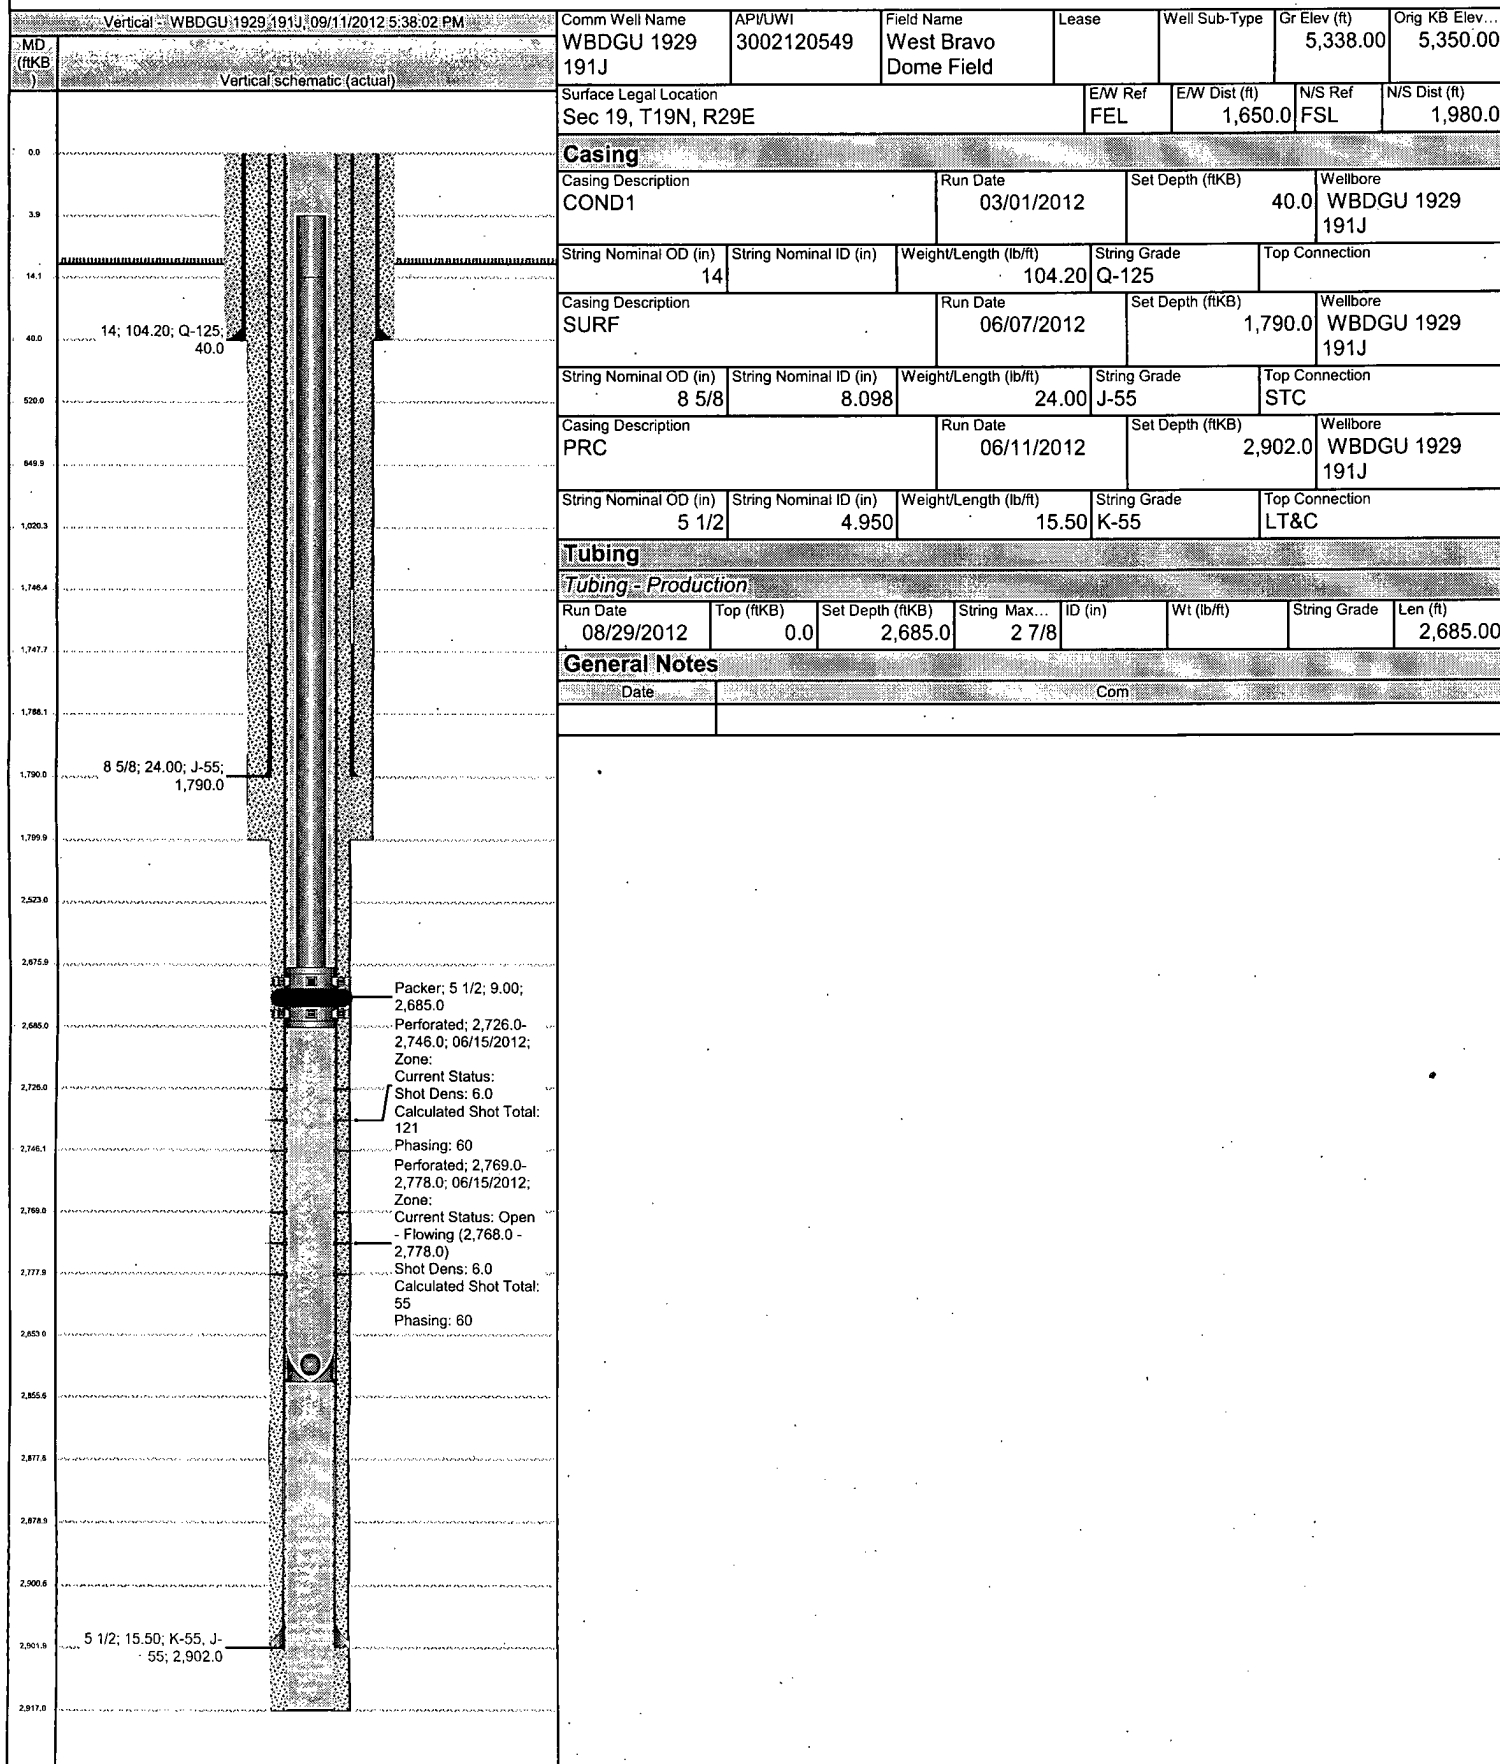 Vertical - WBDGU 1929 191J, 09/11/2012 5:38:02 PM
MD
(ftKB
)
Vertical schematic (actual)
0.0
3.9
14.1
40.0
14; 104.20; Q-125;
40.0
520.0
849.9
1,020.3
1,746.4
1,747.7
1,788.1
1,790.0
8 5/8; 24.00; J-55;
1,790.0
1,799.9
2,523.0
2,675.9
2,685.0
2,726.0
2,746.1
2,769.0
2,777.9
2,853.0
2,855.6
2,877.6
2,878.9
2,900.6
2,901.9
2,917.0
Packer; 5 1/2; 9.00;
2,685.0
Perforated; 2,726.0-
2,746.0; 06/15/2012;
Zone:
Current Status:
Shot Dens: 6.0
Calculated Shot Total:
121
Phasing: 60
Perforated; 2,769.0-
2,778.0; 06/15/2012;
Zone:
Current Status: Open
- Flowing (2,768.0 -
2,778.0)
Shot Dens: 6.0
Calculated Shot Total:
55
Phasing: 60
5 1/2; 15.50; K-55, J-
55; 2,902.0
Comm Well Name API/UWI Field Name Lease Well Sub-Type Gr Elev (ft) Orig KB Elev...
WBDGU 1929 3002120549 West Bravo 5,338.00 5,350.00
191J Dome Field
Surface Legal Location E/W Ref E/W Dist (ft) N/S Ref N/S Dist (ft)
Sec 19, T19N, R29E FEL 1,650.0 FSL 1,980.0
Casing
Casing Description Run Date Set Depth (ftKB) Wellbore
COND1 03/01/2012 40.0 WBDGU 1929
191J
String Nominal OD (in) String Nominal ID (in) Weight/Length (lb/ft) String Grade Top Connection
14 104.20 Q-125
Casing Description Run Date Set Depth (ftKB) Wellbore
SURF 06/07/2012 1,790.0 WBDGU 1929
191J
String Nominal OD (in) String Nominal ID (in) Weight/Length (lb/ft) String Grade Top Connection
8 5/8 8.098 24.00 J-55 STC
Casing Description Run Date Set Depth (ftKB) Wellbore
PRC 06/11/2012 2,902.0 WBDGU 1929
191J
String Nominal OD (in) String Nominal ID (in) Weight/Length (lb/ft) String Grade Top Connection
5 1/2 4.950 15.50 K-55 LT&C
Tubing
Tubing - Production
Run Date Top (ftKB) Set Depth (ftKB) String Max... ID (in) Wt (lb/ft) String Grade Len (ft)
08/29/2012 0.0 2,685.0 2 7/8 2,685.00
General Notes
Date Com